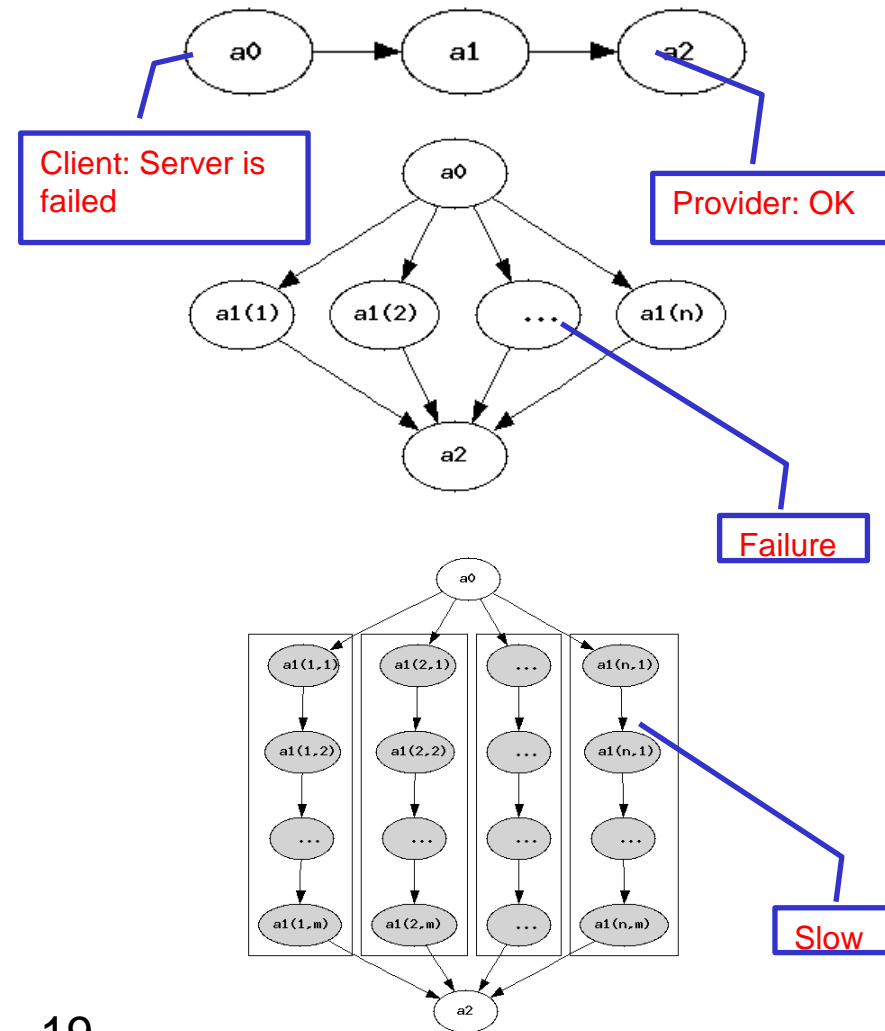 a0 a1 a2
Client: Server is
failed
Provider: OK
a0
a1(1) a1(2) ... a1(n)
a2
Failure
a0
a1(1,1) a1(2,1) ... a1(n,1)
a1(1,2) a1(2,2) ... a1(n,1)
... ... ... ...
a1(1,m) a1(2,m) ... a1(n,m)
Slow
a2
19